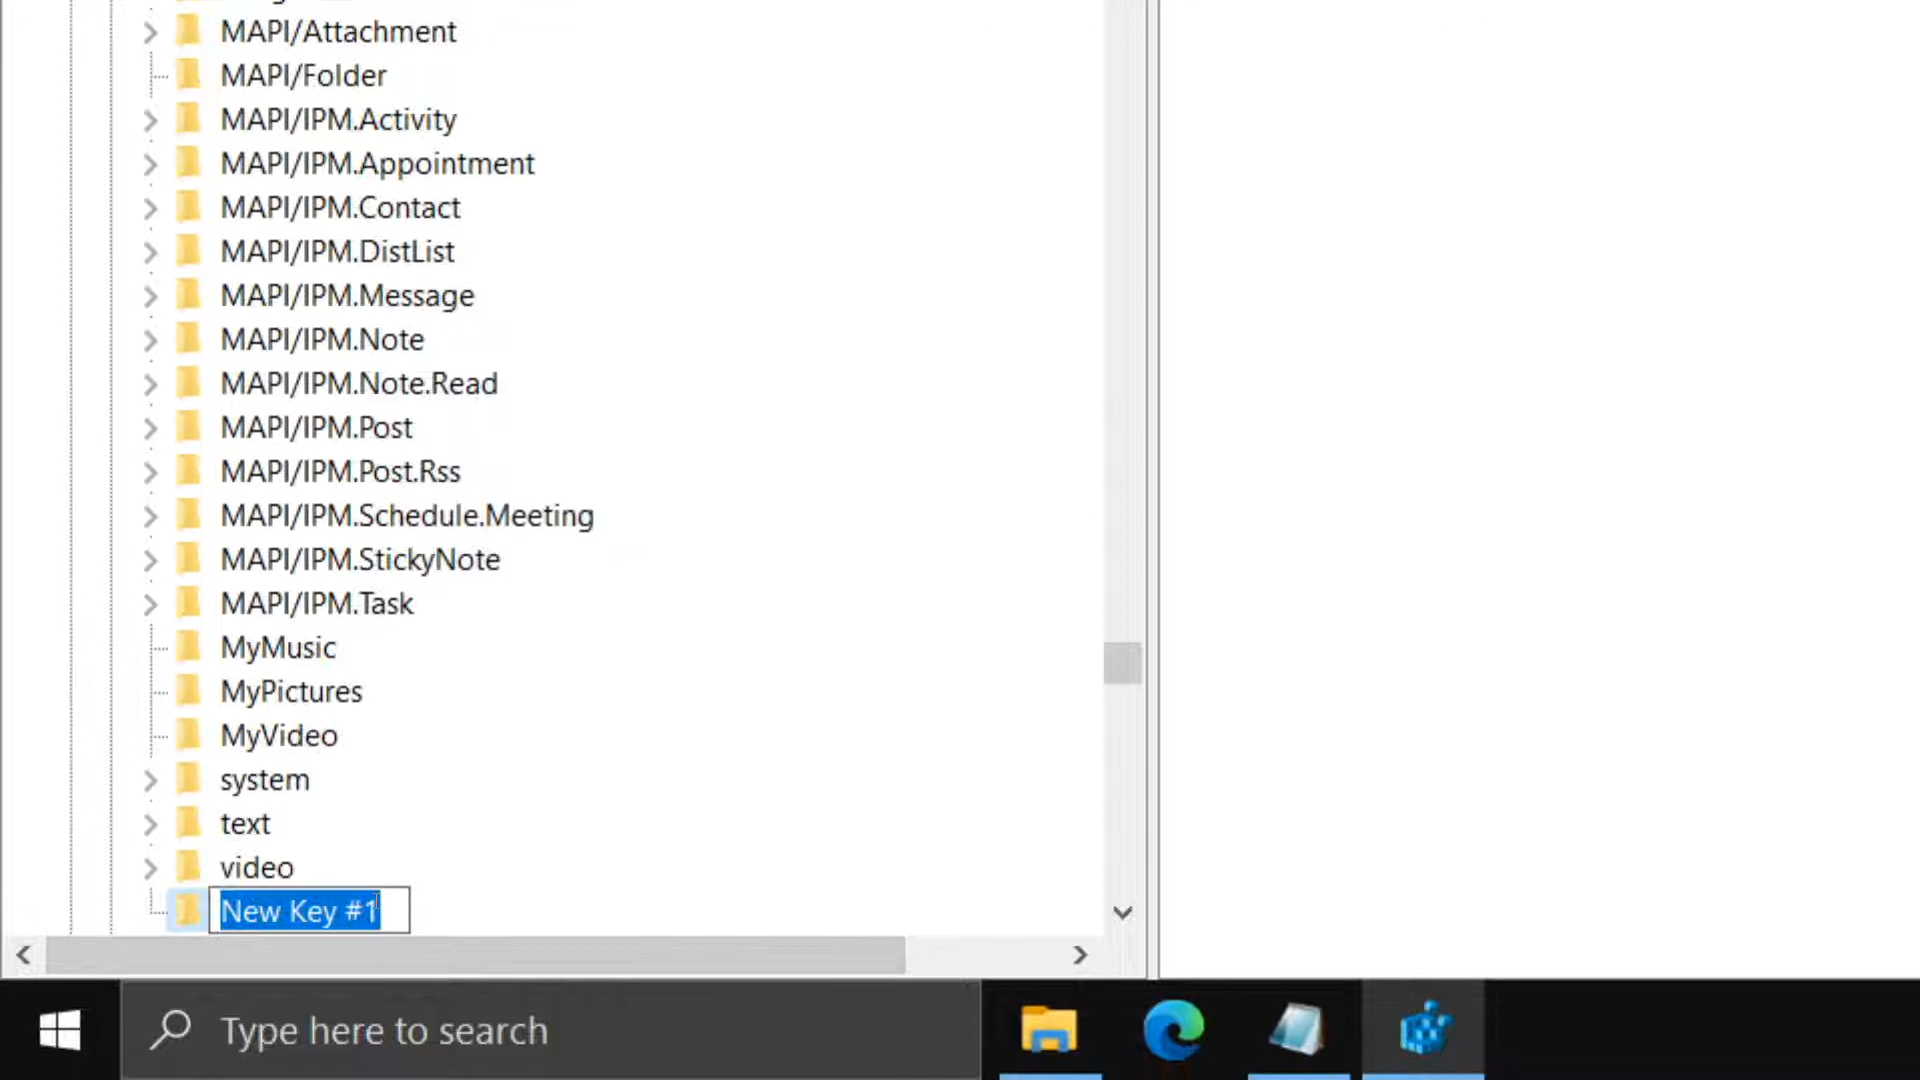 MAPI/Attachment
MAPI/Folder
MAPI/IPM.Activity
MAPI/IPM.Appointment
MAPI/IPM.Contact
MAPI/IPM.DistList
MAPI/IPM.Message
MAPI/IPM.Note
MAPI/IPM.Note.Read
MAPI/IPM.Post
MAPI/IPM.Post.Rss
MAPI/IPM.Schedule.Meeting
MAPI/IPM.StickyNote
MAPI/IPM.Task
MyMusic
MyPictures
MyVideo
system
text
video
New Key #1
Type here to search